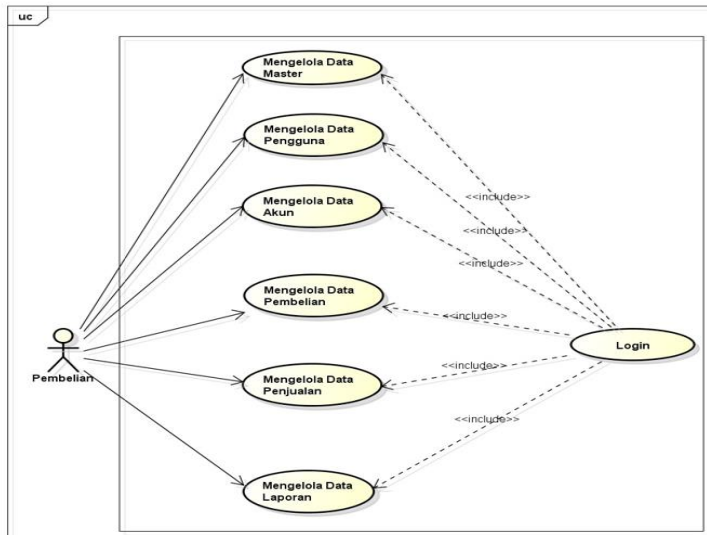 uc
Mengelola Data
Master
Mengelola Data
Pengguna
Mengelola Data
Akun
Mengelola Data
Pembelian
Mengelola Data
Penjualan
Mengelola Data
Laporan
<<include>>
<<include>>
<<include>>
<<include>>
<<include>>
<<include>>
Login
Pembelian